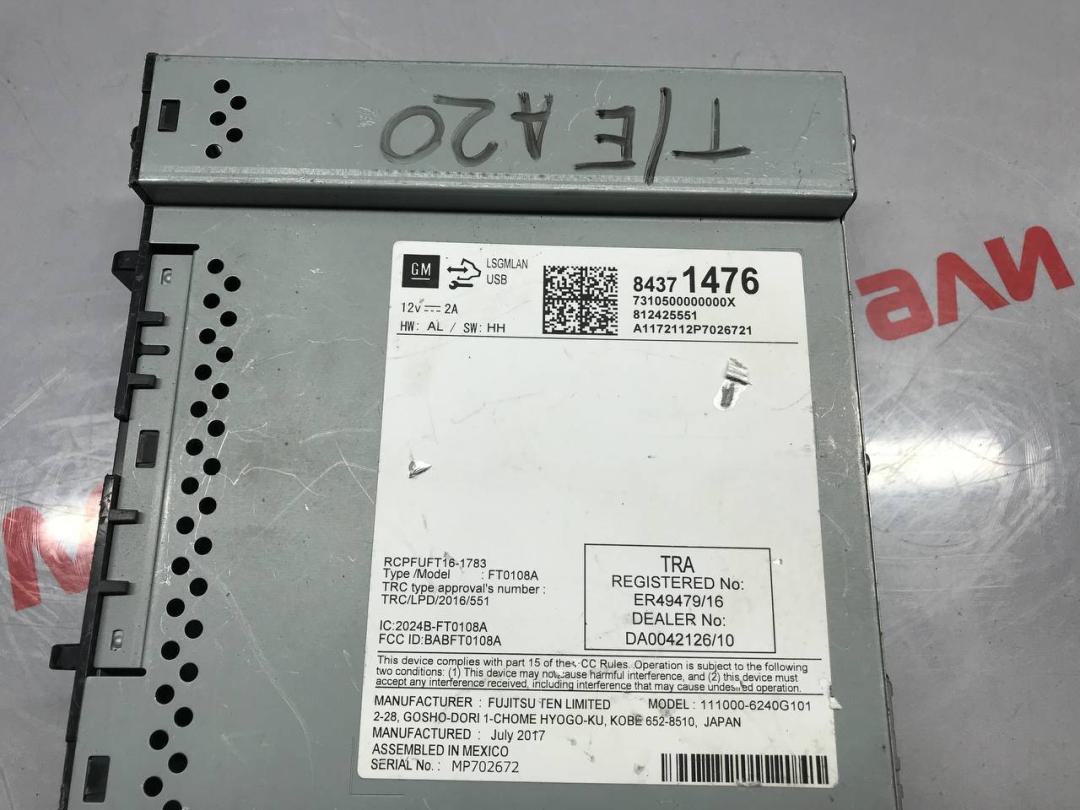 T/E A20
GM
LSGMLAN
USB
12v 2A
HW: AL / SW: HH
84371476
7310500000000X
812425551
A1172112P7026721
RCPFUFT16-1783
Type /Model : FT0108A
TRC type approval's number :
TRC/LPD/2016/551
IC:2024B-FT0108A
FCC ID:BABFT0108A
TRA
REGISTERED No:
ER49479/16
DEALER No:
DA0042126/10
This device complies with part 15 of the CC Rules. Operation is subject to the following
two conditions: (1) This device may not cause harmful interference, and (2) this device must
accept any interference received, including interference that may cause undesired operation.
MANUFACTURER : FUJITSU TEN LIMITED MODEL : 111000-6240G101
2-28, GOSHO-DORI 1-CHOME HYOGO-KU, KOBE 652-8510, JAPAN
MANUFACTURED : July 2017
ASSEMBLED IN MEXICO
SERIAL No.: MP702672